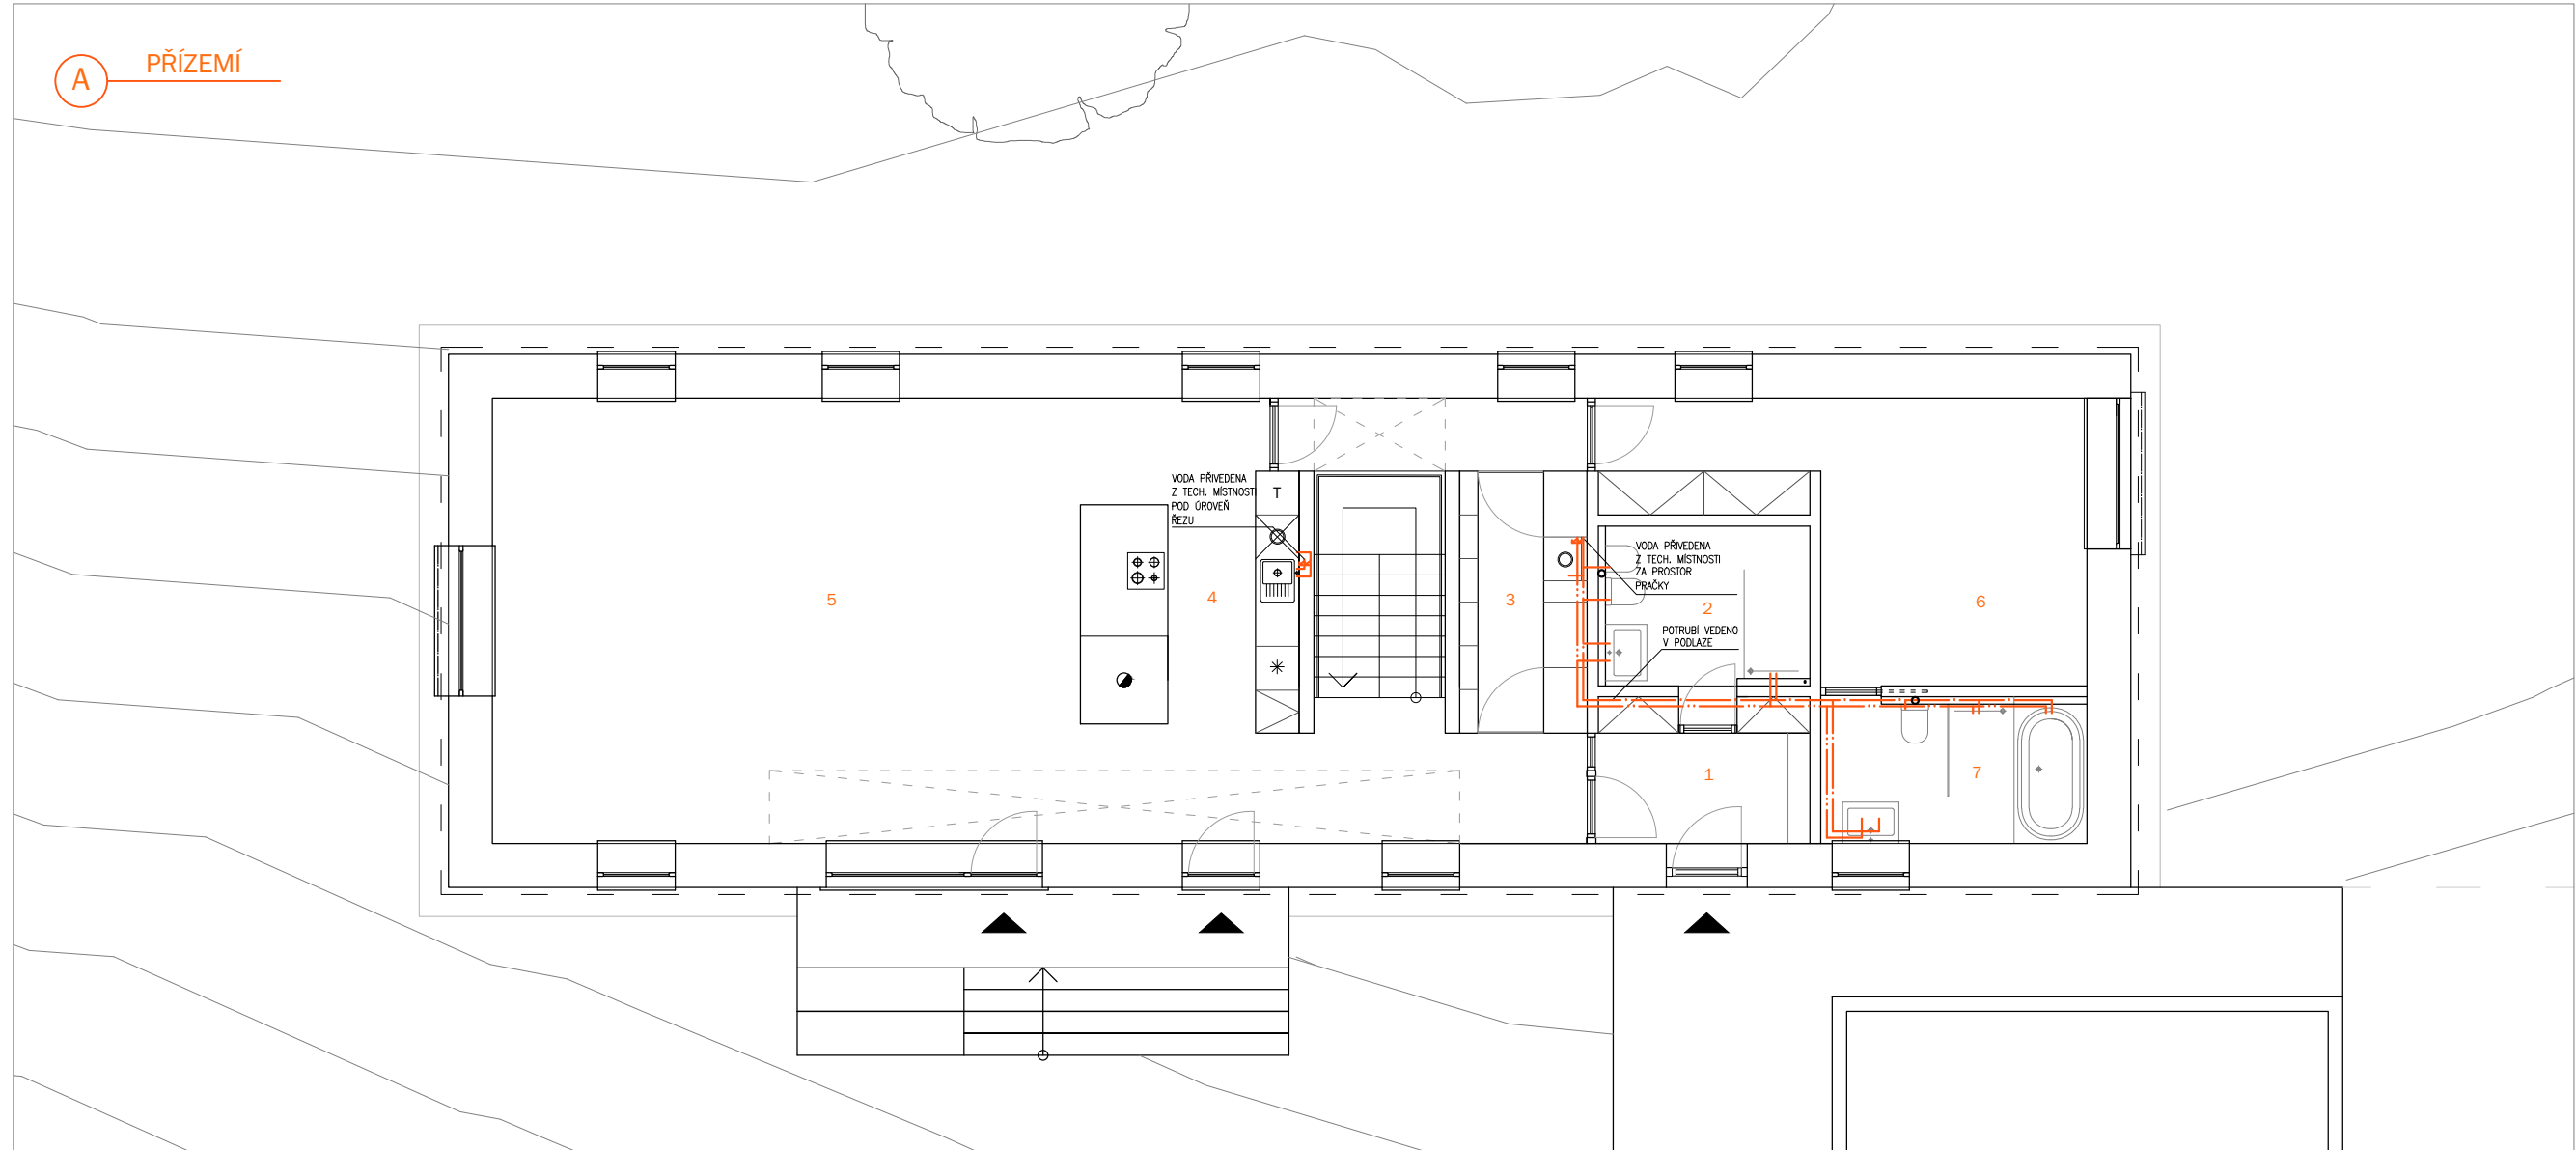 A PŘÍZEMÍ
VODA PŘIVEDENA
Z TECH. MÍSTNOSTI
POD ÚROVEŇ
ŘEZU
T
VODA PŘIVEDENA
Z TECH. MÍSTNOSTI
ZA PROSTOR
PRAČKY
POTRUBÍ VEDENO
V PODLAZE
5
4
3
2
6
1
7